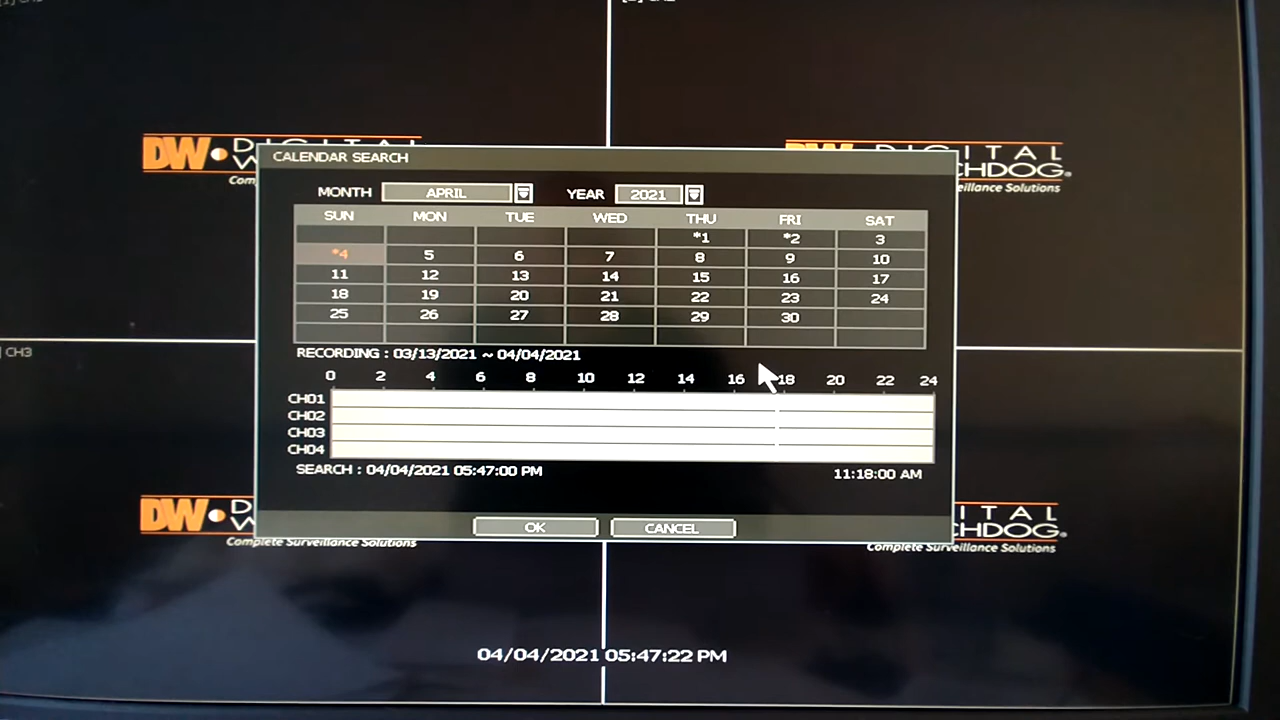 CALENDAR SEARCH
MONTH APRIL YEAR 2021
SUN MON TUE WED THU FRI SAT
*1 *2 3
*4 5 6 7 8 9 10
11 12 13 14 15 16 17
18 19 20 21 22 23 24
25 26 27 28 29 30
RECORDING : 03/13/2021 ~ 04/04/2021
0 2 4 6 8 10 12 14 16 18 20 22 24
CH01
CH02
CH03
CH04
SEARCH : 04/04/2021 05:47:00 PM 11:18:00 AM
OK CANCEL
CH3
DW
DW
Complete Surveillance Solutions
Complete Surveillance Solutions
04/04/2021 05:47:22 PM